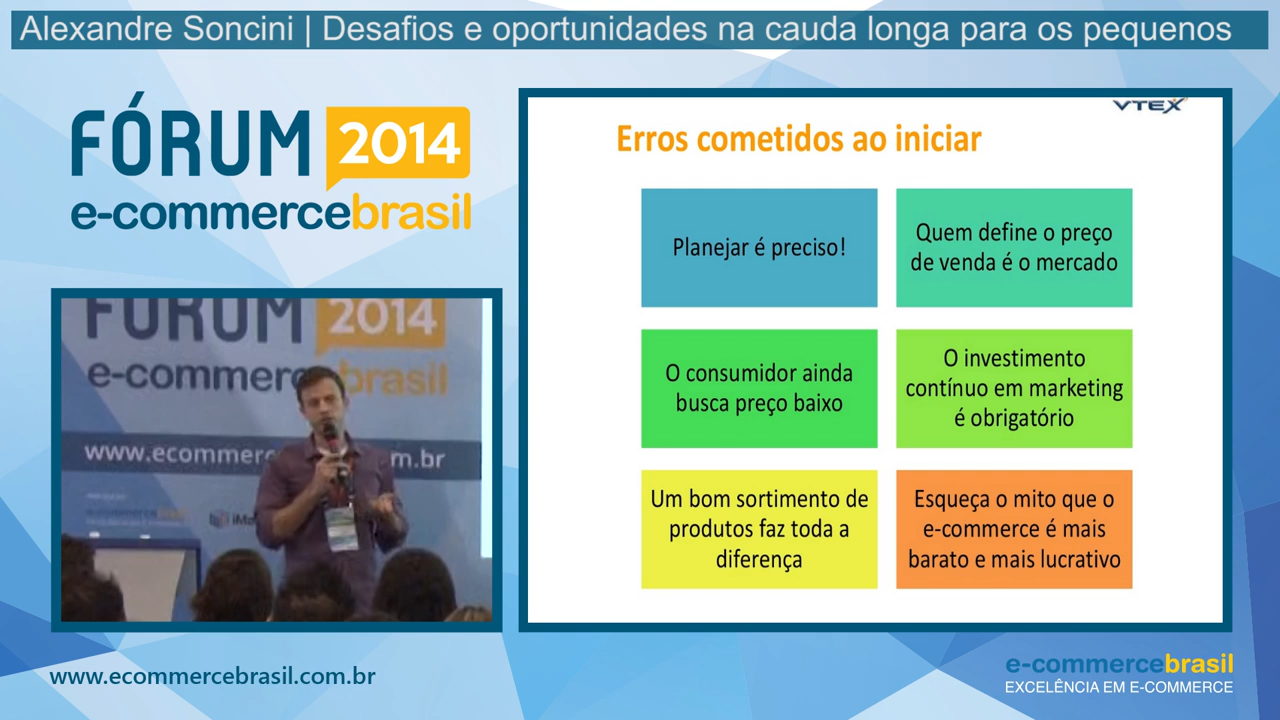 Alexandre Soncini | Desafios e oportunidades na cauda longa para os pequenos
FÓRUM 2014
e-commercebrasil
VTEX
Erros cometidos ao iniciar
Planejar é preciso!
Quem define o preço
de venda é o mercado
O consumidor ainda
busca preço baixo
O investimento
contínuo em marketing
é obrigatório
Um bom sortimento de
produtos faz toda a
diferença
Esqueça o mito que o
e-commerce é mais
barato e mais lucrativo
FÓRUM 2014
e-commerce brasil
www.ecommerc
m.br
www.ecommercebrasil.com.br
e-commercebrasil
EXCELÊNCIA EM E-COMMERCE